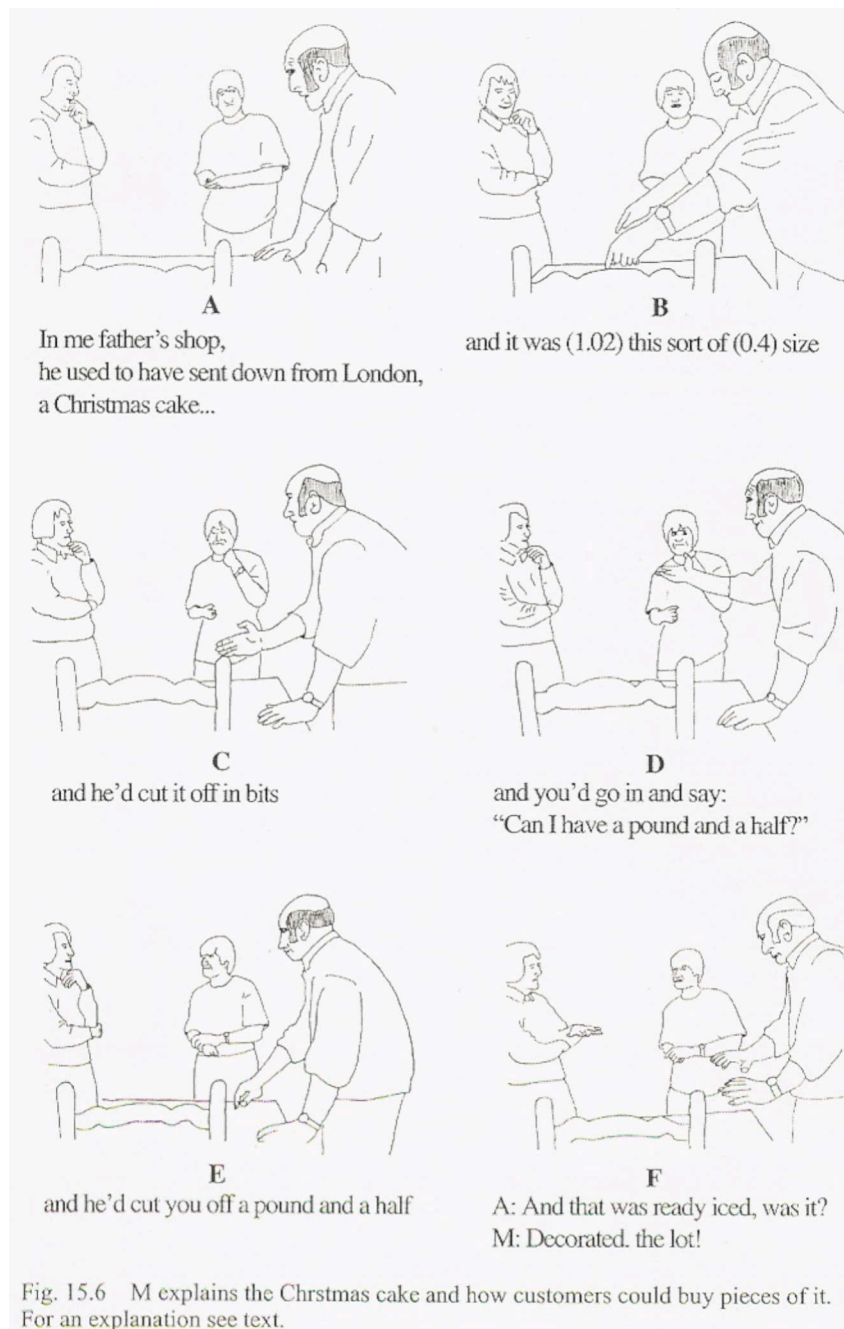 A
In me father's shop,
he used to have sent down from London,
a Christmas cake...
B
and it was (1.02) this sort of (0.4) size
C
and he'd cut it off in bits
D
and you'd go in and say:
“Can I have a pound and a half?”
E
and he'd cut you off a pound and a half
F
A: And that was ready iced, was it?
M: Decorated. the lot!
Fig. 15.6 M explains the Chrstmas cake and how customers could buy pieces of it.
For an explanation see text.